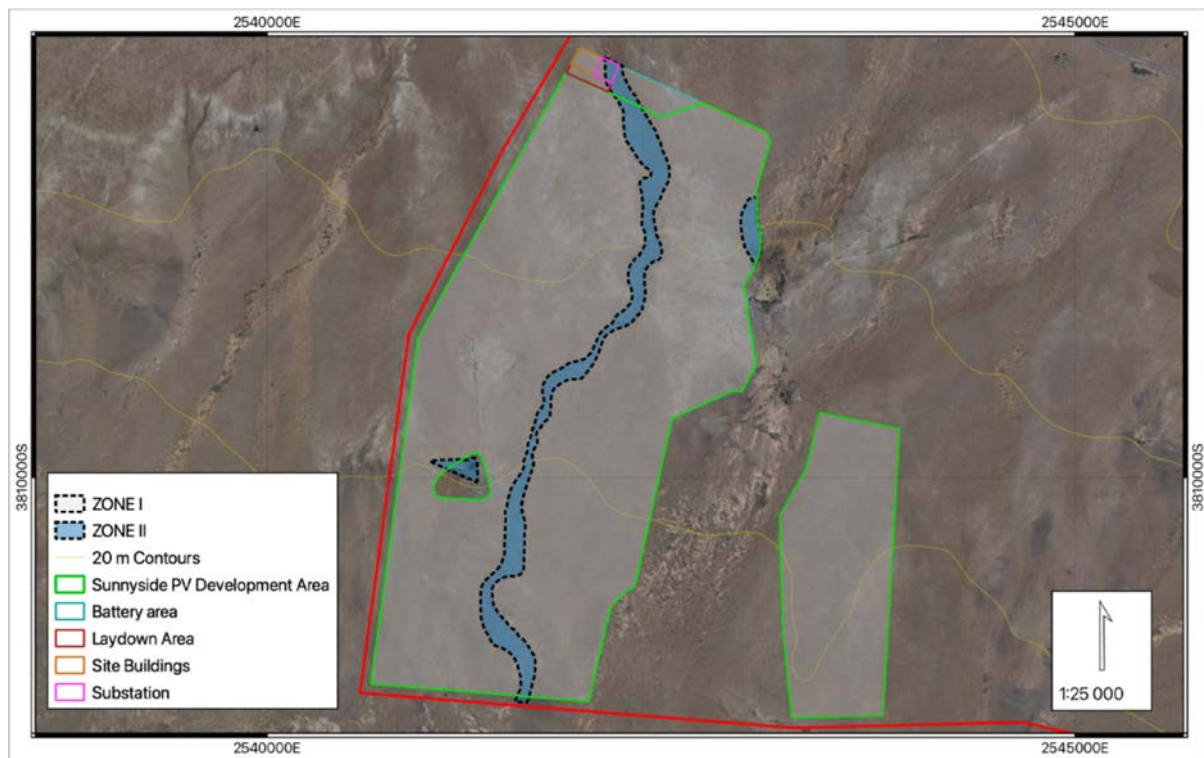 2540000E 2545000E
3810000S 3810000S
ZONE I
ZONE II
20 m Contours
Sunnyside PV Development Area
Battery area
Laydown Area
Site Buildings
Substation
1:25 000
2540000E 2545000E